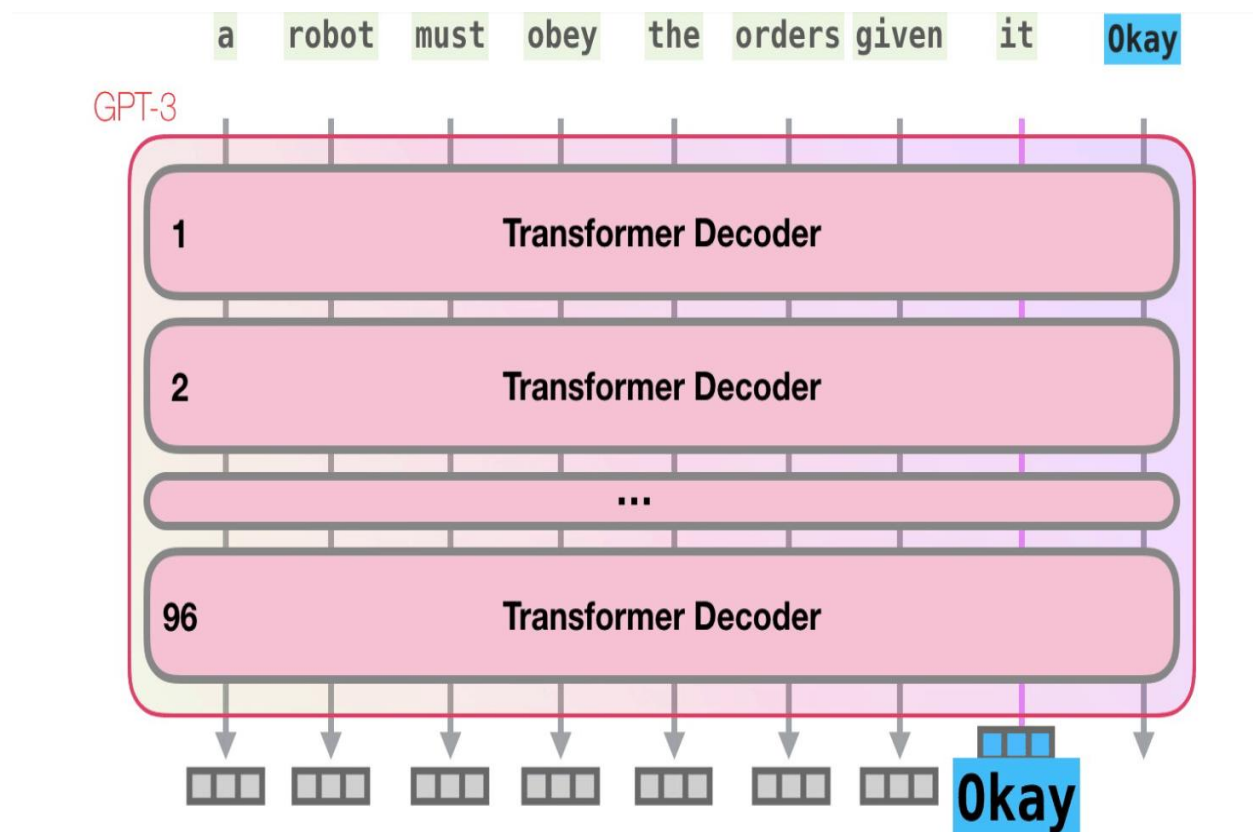 a robot must obey the orders given it Okay
GPT-3
1 Transformer Decoder
2 Transformer Decoder
...
96 Transformer Decoder
Okay